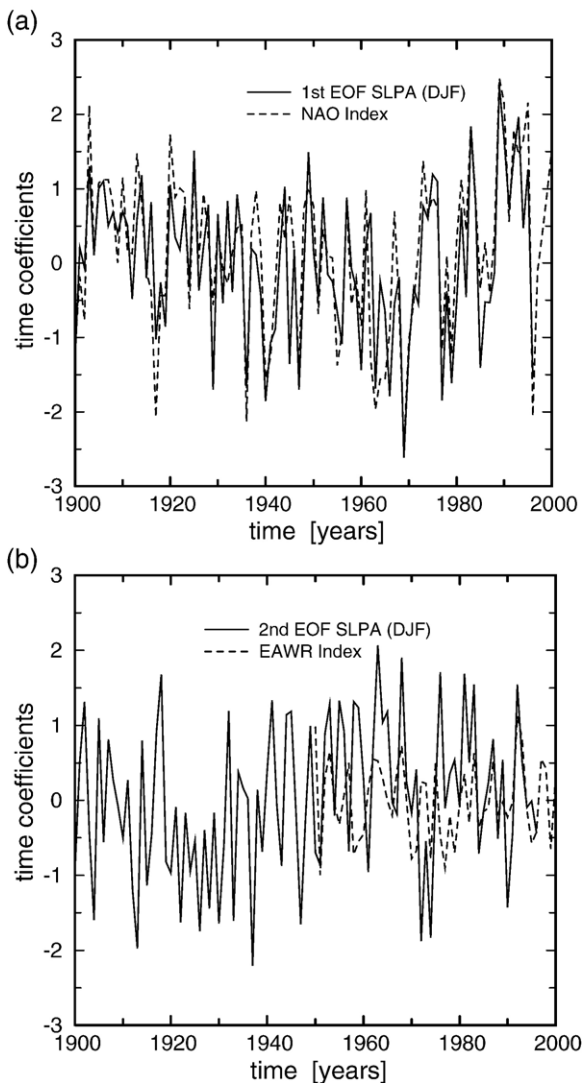 (a)
3
2
1
0
-1
-2
-3
1st EOF SLPA (DJF)
NAO Index
time coefficients
1900 1920 1940 1960 1980 2000
time [years]
(b)
3
2
1
0
-1
-2
-3
2nd EOF SLPA (DJF)
EAWR Index
time coefficients
1900 1920 1940 1960 1980 2000
time [years]